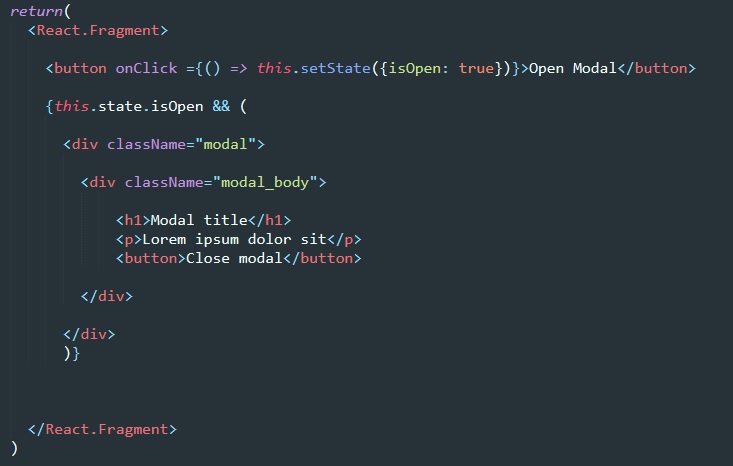 return(
<React.Fragment>
<button onClick ={() => this.setState({isOpen: true})}>Open Modal</button>
{this.state.isOpen && (
<div className="modal">
<div className="modal_body">
<h1>Modal title</h1>
<p>Lorem ipsum dolor sit</p>
<button>Close modal</button>
</div>
</div>
)}
</React.Fragment>
)